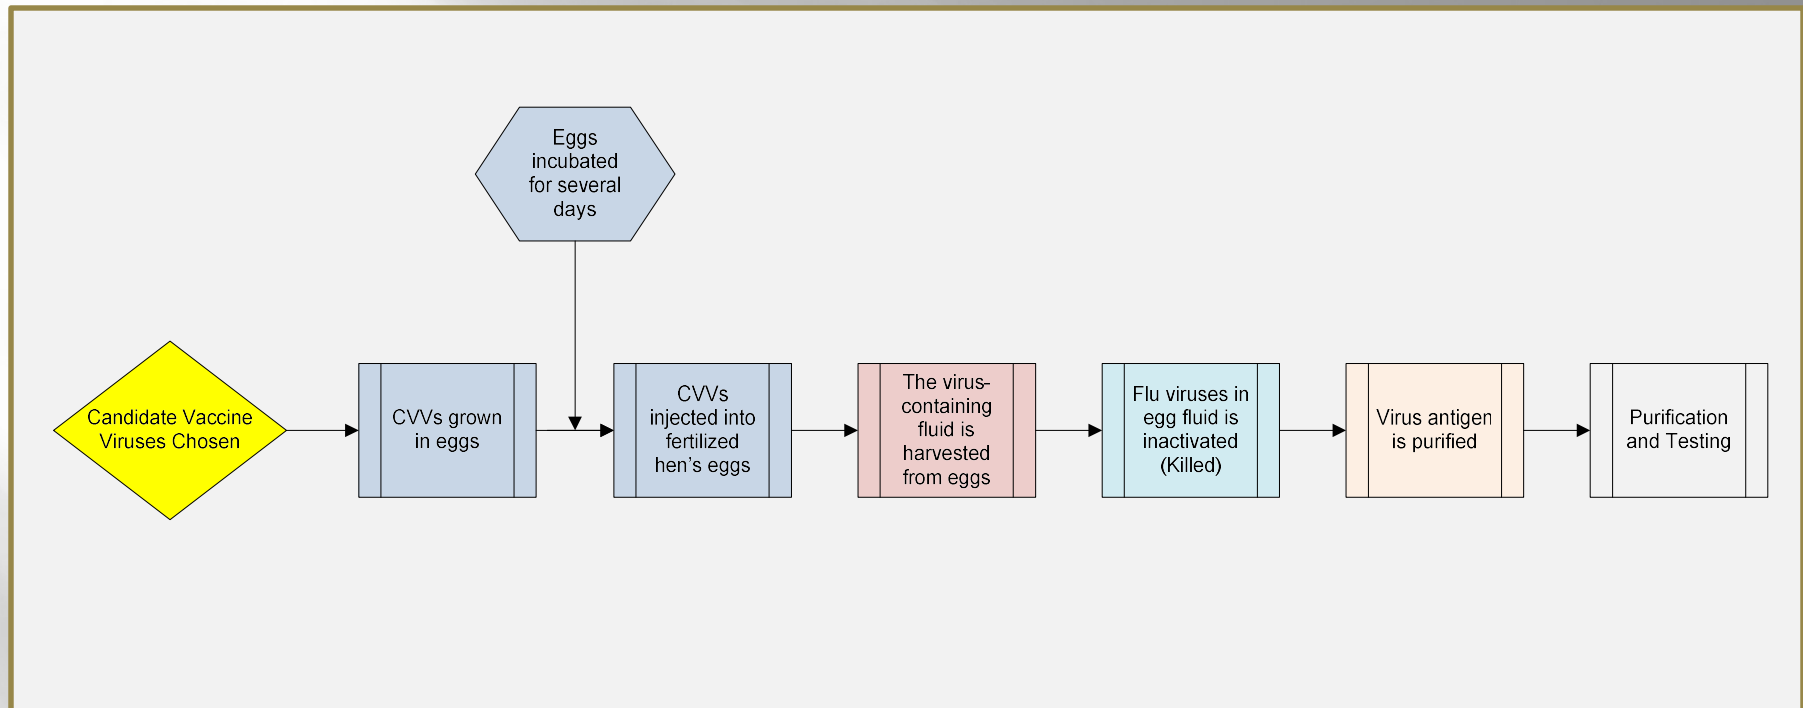 Eggs
incubated
for several
days
Candidate Vaccine
Viruses Chosen
CVVs grown
in eggs
CVVs
injected into
fertilized
hen's eggs
The virus-
containing
fluid is
harvested
from eggs
Flu viruses in
egg fluid is
inactivated
(Killed)
Virus antigen
is purified
Purification
and Testing